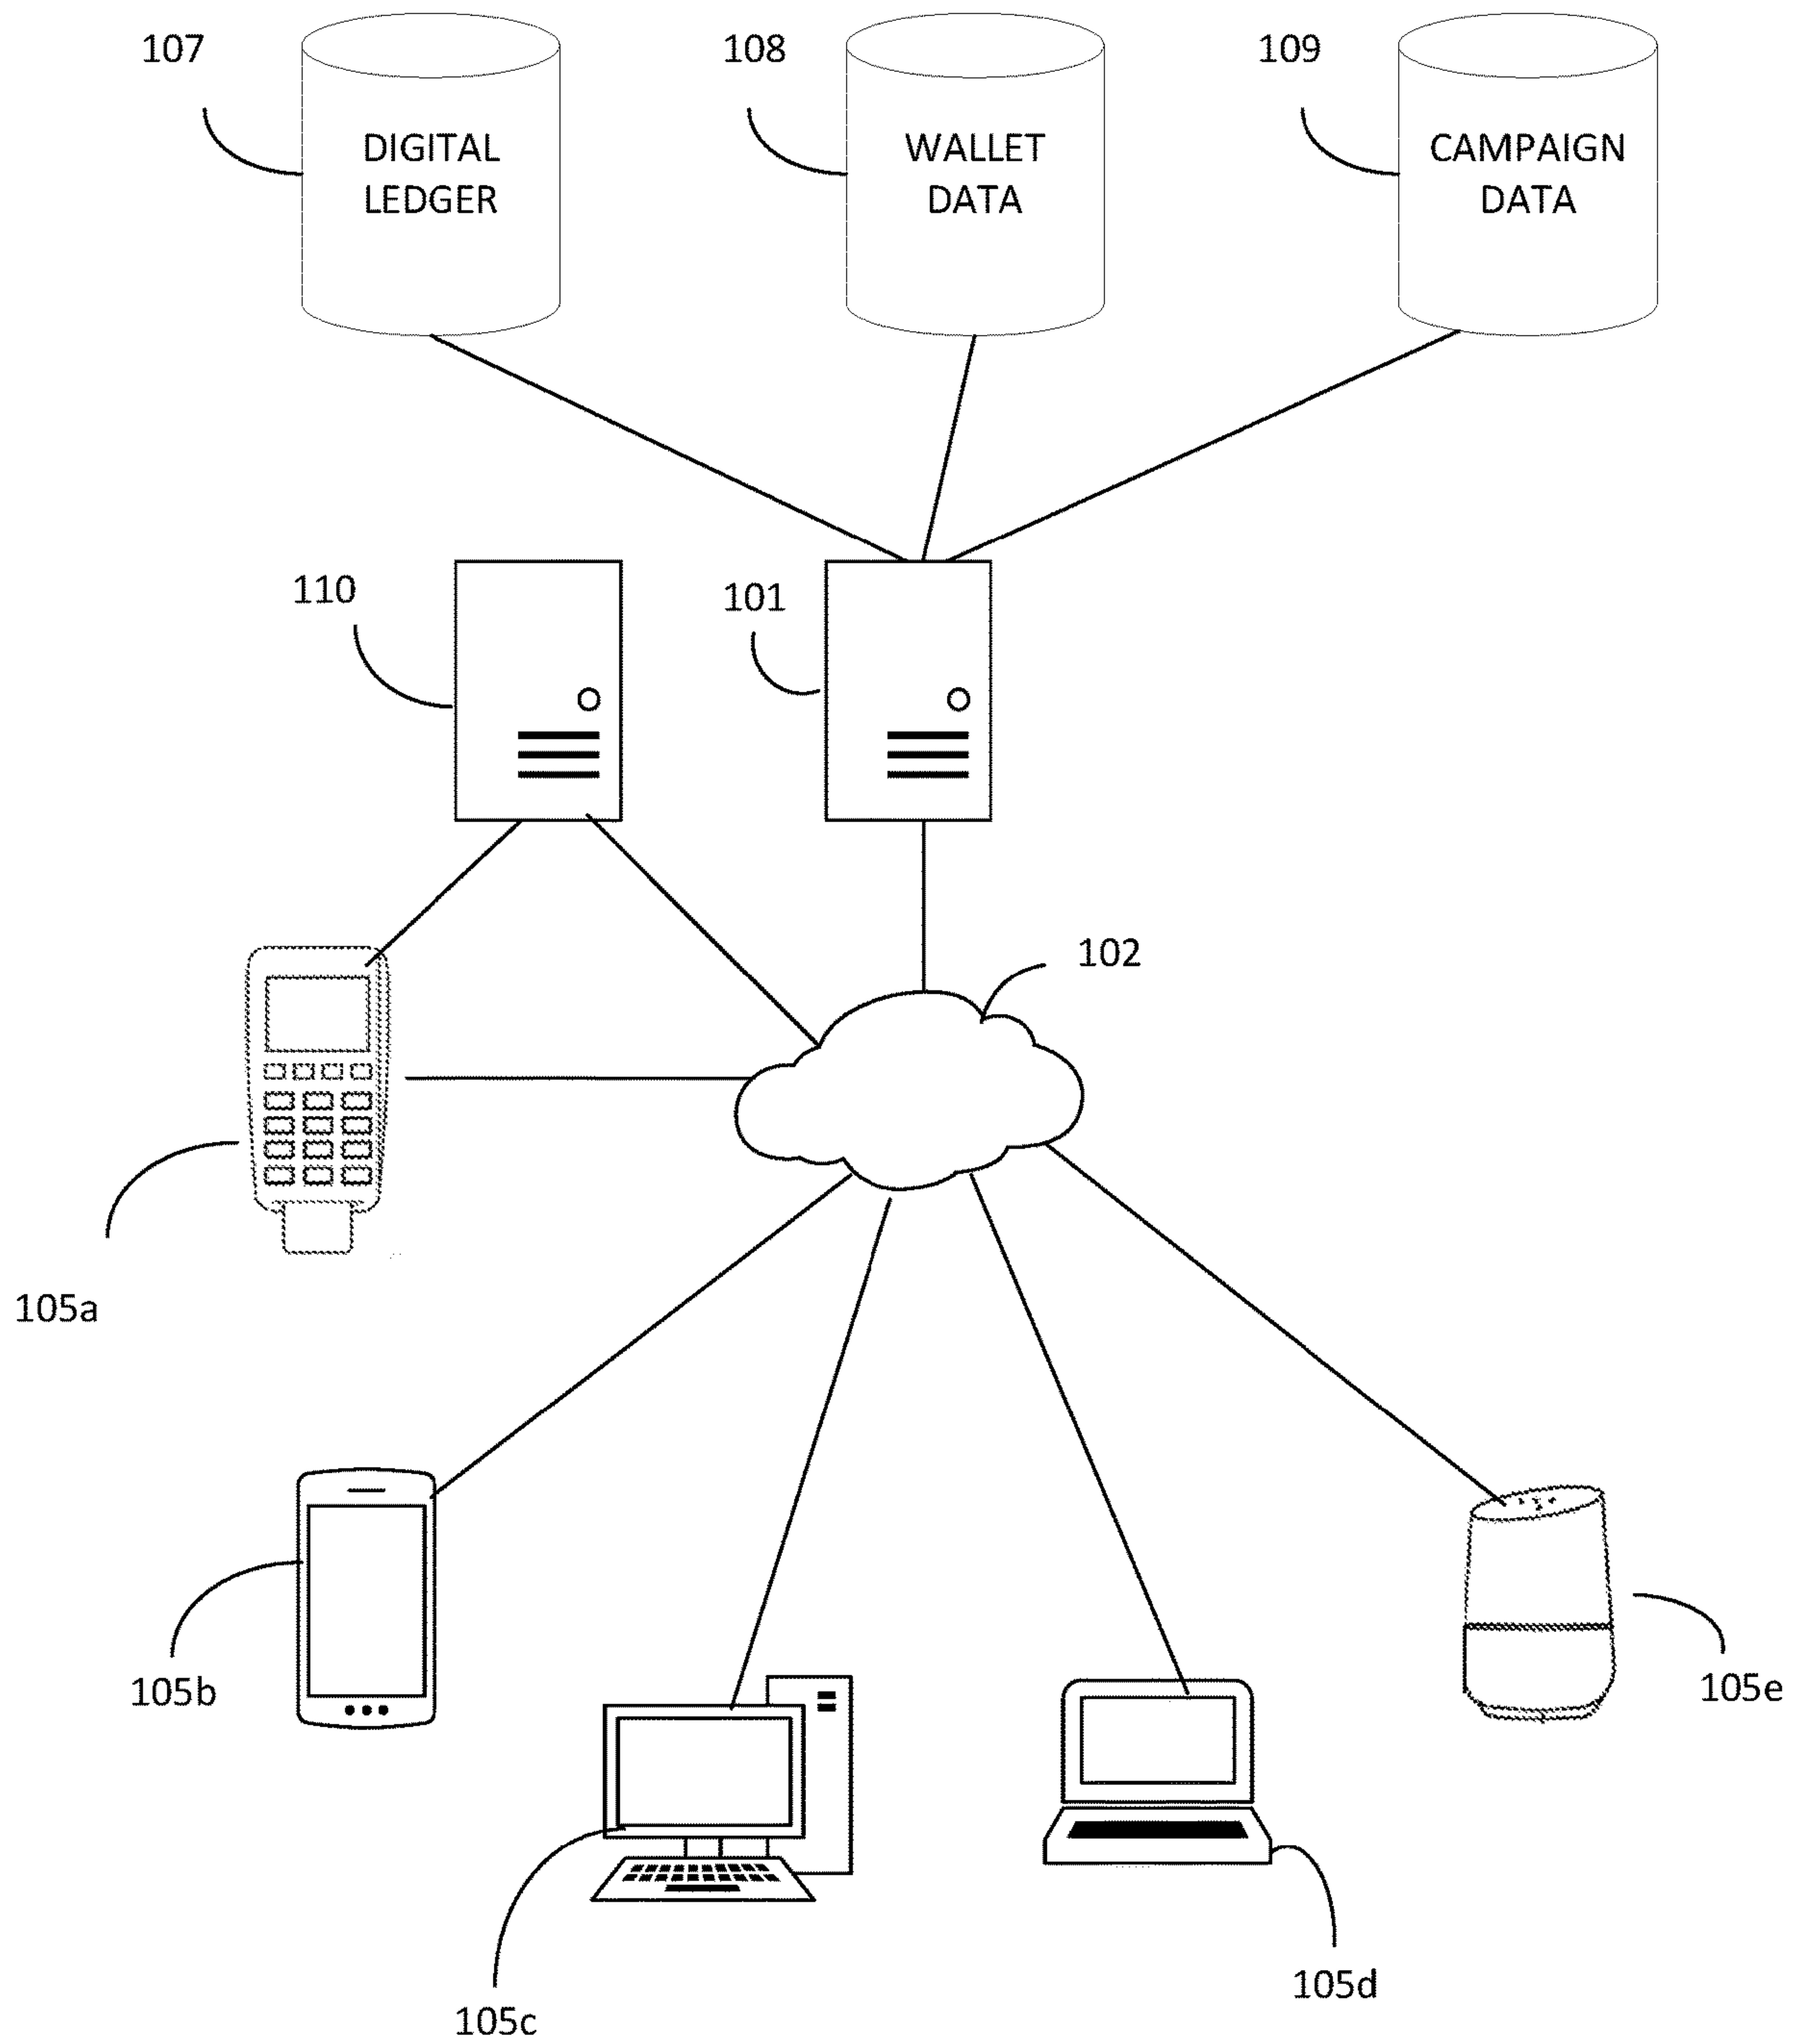 107
108
109
DIGITAL
LEDGER
WALLET
DATA
CAMPAIGN
DATA
110
101
102
105a
105b
105e
105d
105c